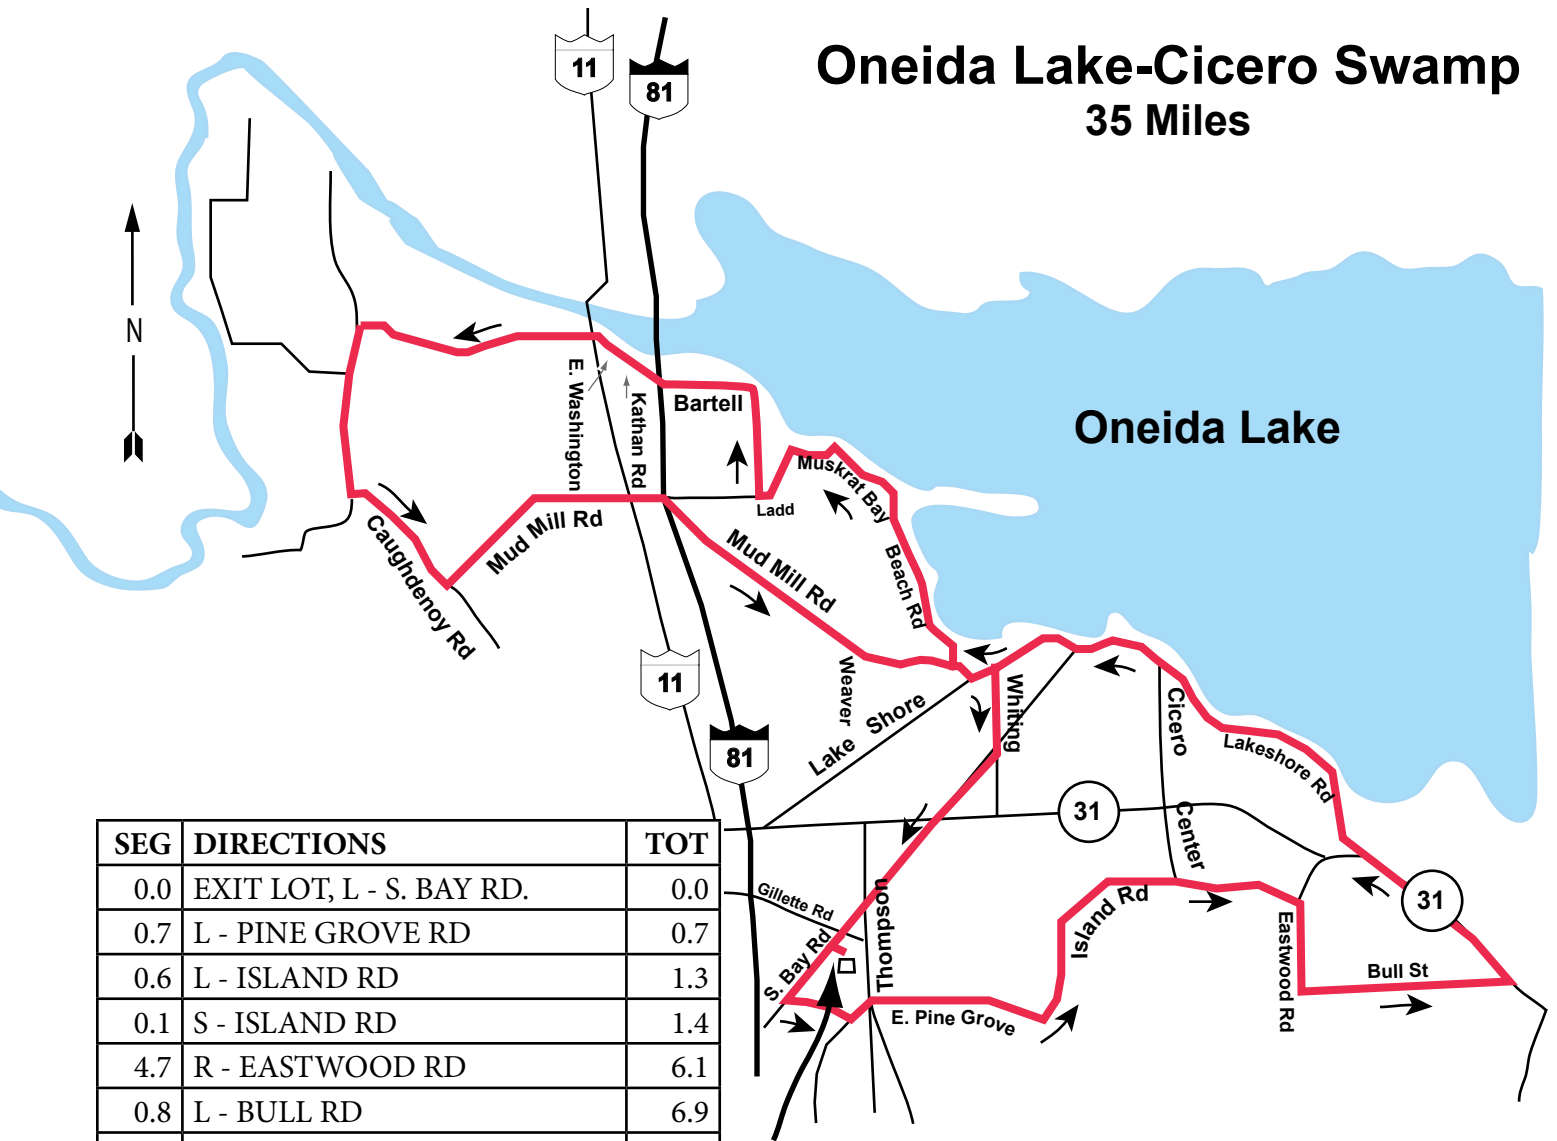 Oneida Lake-Cicero Swamp
35 Miles
11
81
N
E. Washington
Kathan Rd
Bartell
Oneida Lake
Muskrat Bay
Ladd
Beach Rd
Mud Mill Rd
Mud Mill Rd
Caughdenoy Rd
11
81
Weaver
Lake Shore
Whiting
Cicero Center
Lakeshore Rd
31
31
Gillette Rd
S. Bay Rd
Thompson
E. Pine Grove
Island Rd
Eastwood Rd
Bull St
SEG DIRECTIONS TOT
0.0 EXIT LOT, L - S. BAY RD. 0.0
0.7 L - PINE GROVE RD 0.7
0.6 L - ISLAND RD 1.3
0.1 S - ISLAND RD 1.4
4.7 R - EASTWOOD RD 6.1
0.8 L - BULL RD 6.9